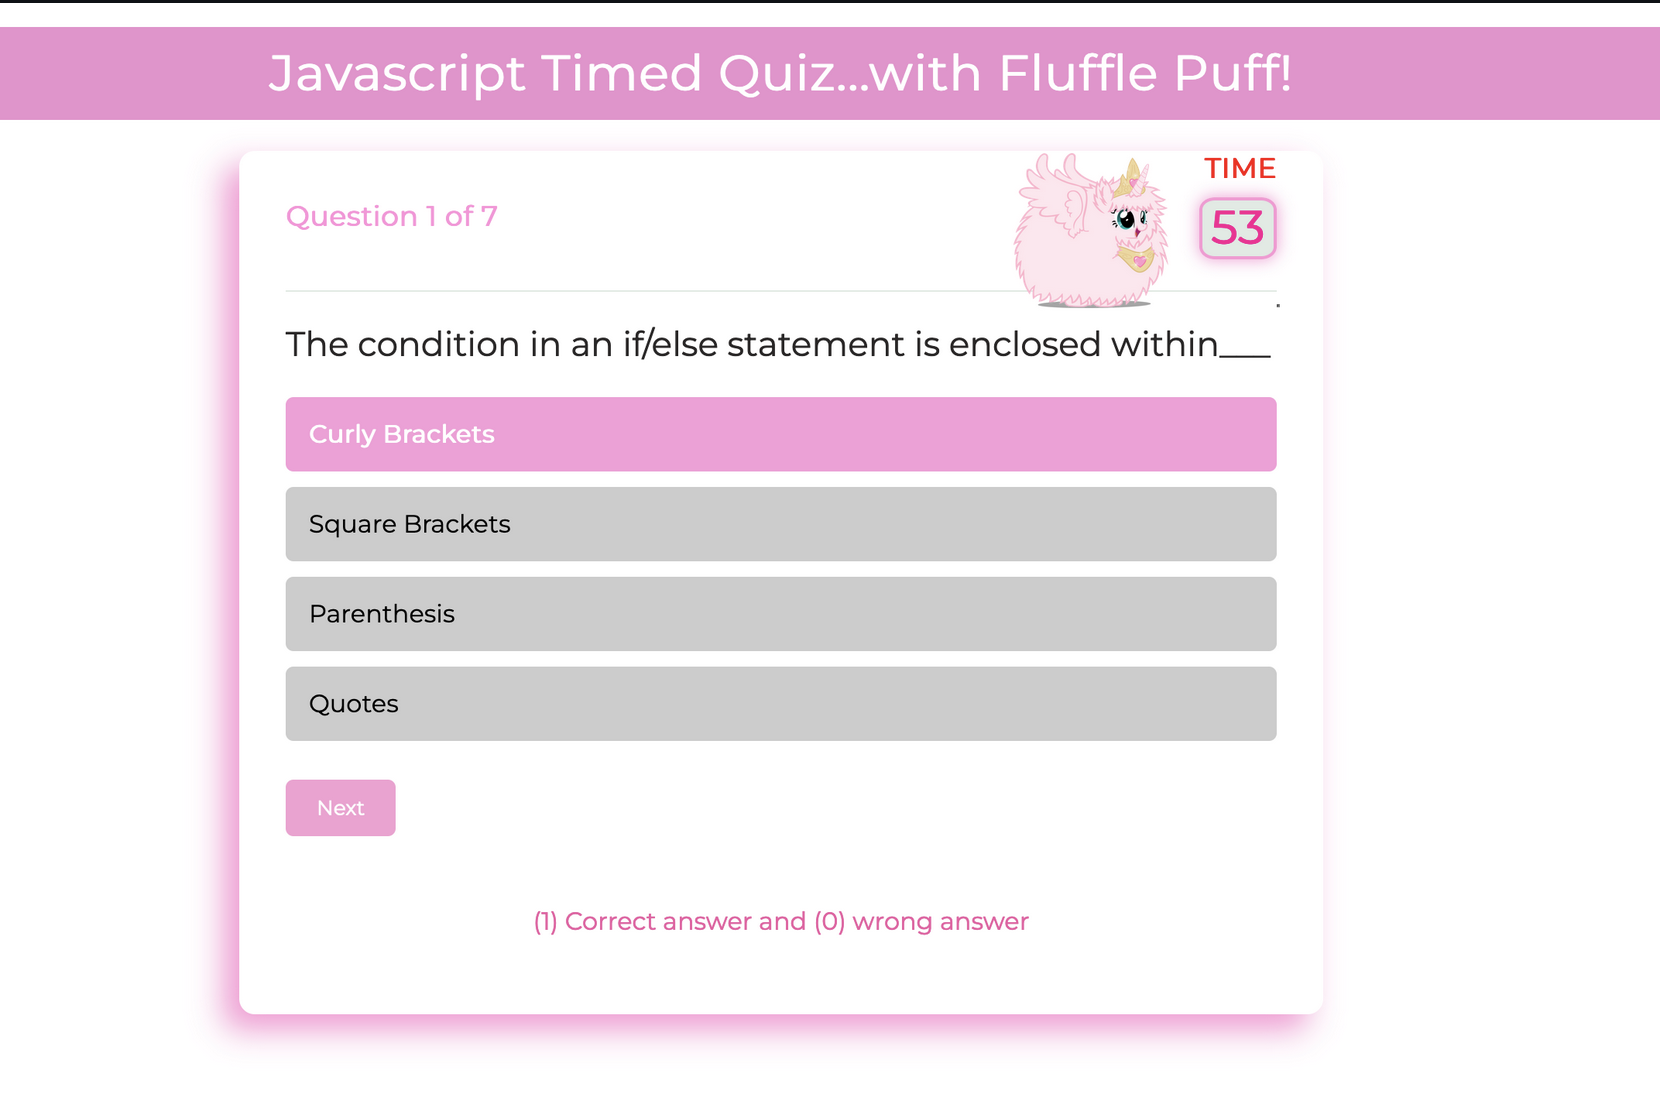 Javascript Timed Quiz...with Fluffle Puff!
TIME
Question 1 of 7
53
The condition in an if/else statement is enclosed within___
Curly Brackets
Square Brackets
Parenthesis
Quotes
Next
(1) Correct answer and (0) wrong answer